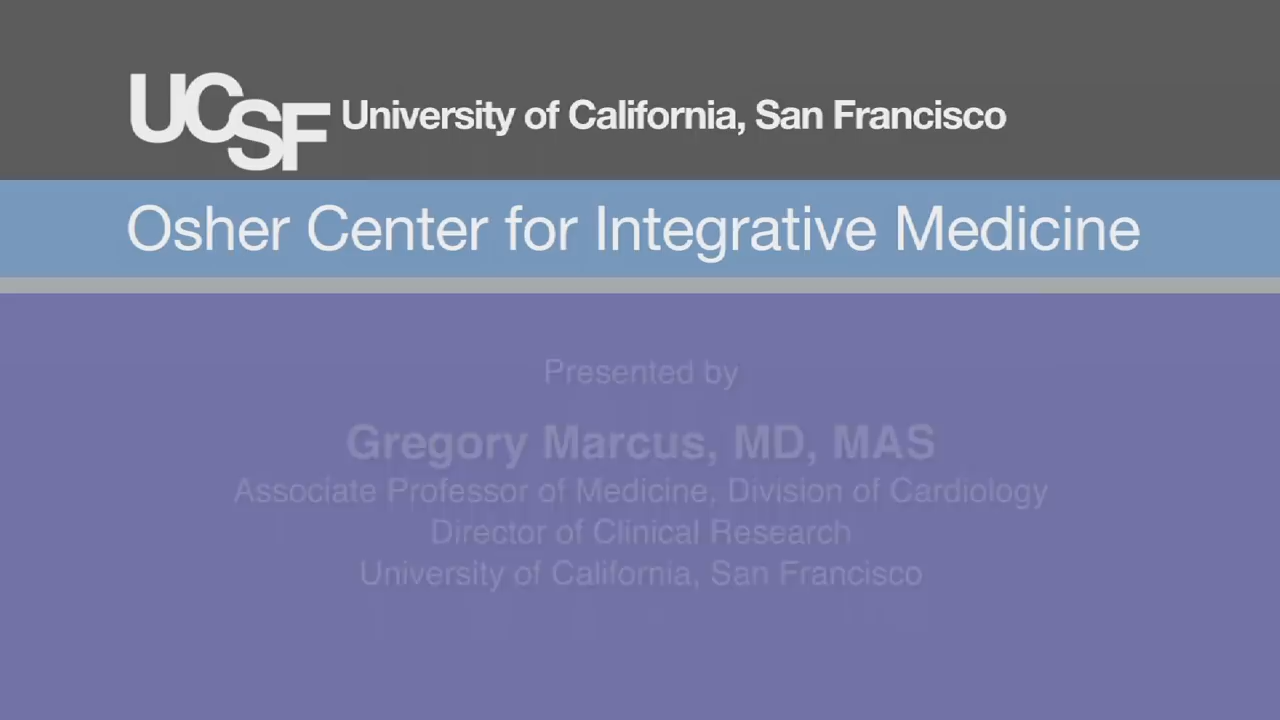 UCSF University of California, San Francisco
Osher Center for Integrative Medicine
Presented by
Gregory Marcus, MD, MAS
Associate Professor of Medicine, Division of Cardiology
Director of Clinical Research
University of California, San Francisco